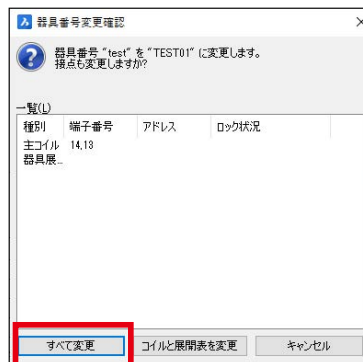 器具番号変更確認
器具番号 "test" を "TEST01" に変更します。
接点も変更しますか?
一覧(L)
種別 端子番号 アドレス ロック状況
主コイル 14,13
器具展...
すべて変更 コイルと展開表を変更 キャンセル